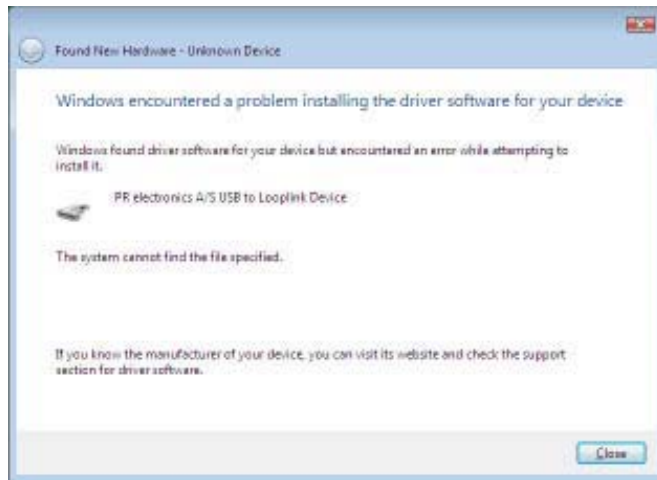 Found New Hardware - Unknown Device
Windows encountered a problem installing the driver software for your device
Windows found driver software for your device but encountered an error while attempting to
install it.
PR electronics A/S USB to Looplink Device
The system cannot find the file specified.
If you know the manufacturer of your device, you can visit its website and check the support
section for driver software.
Close